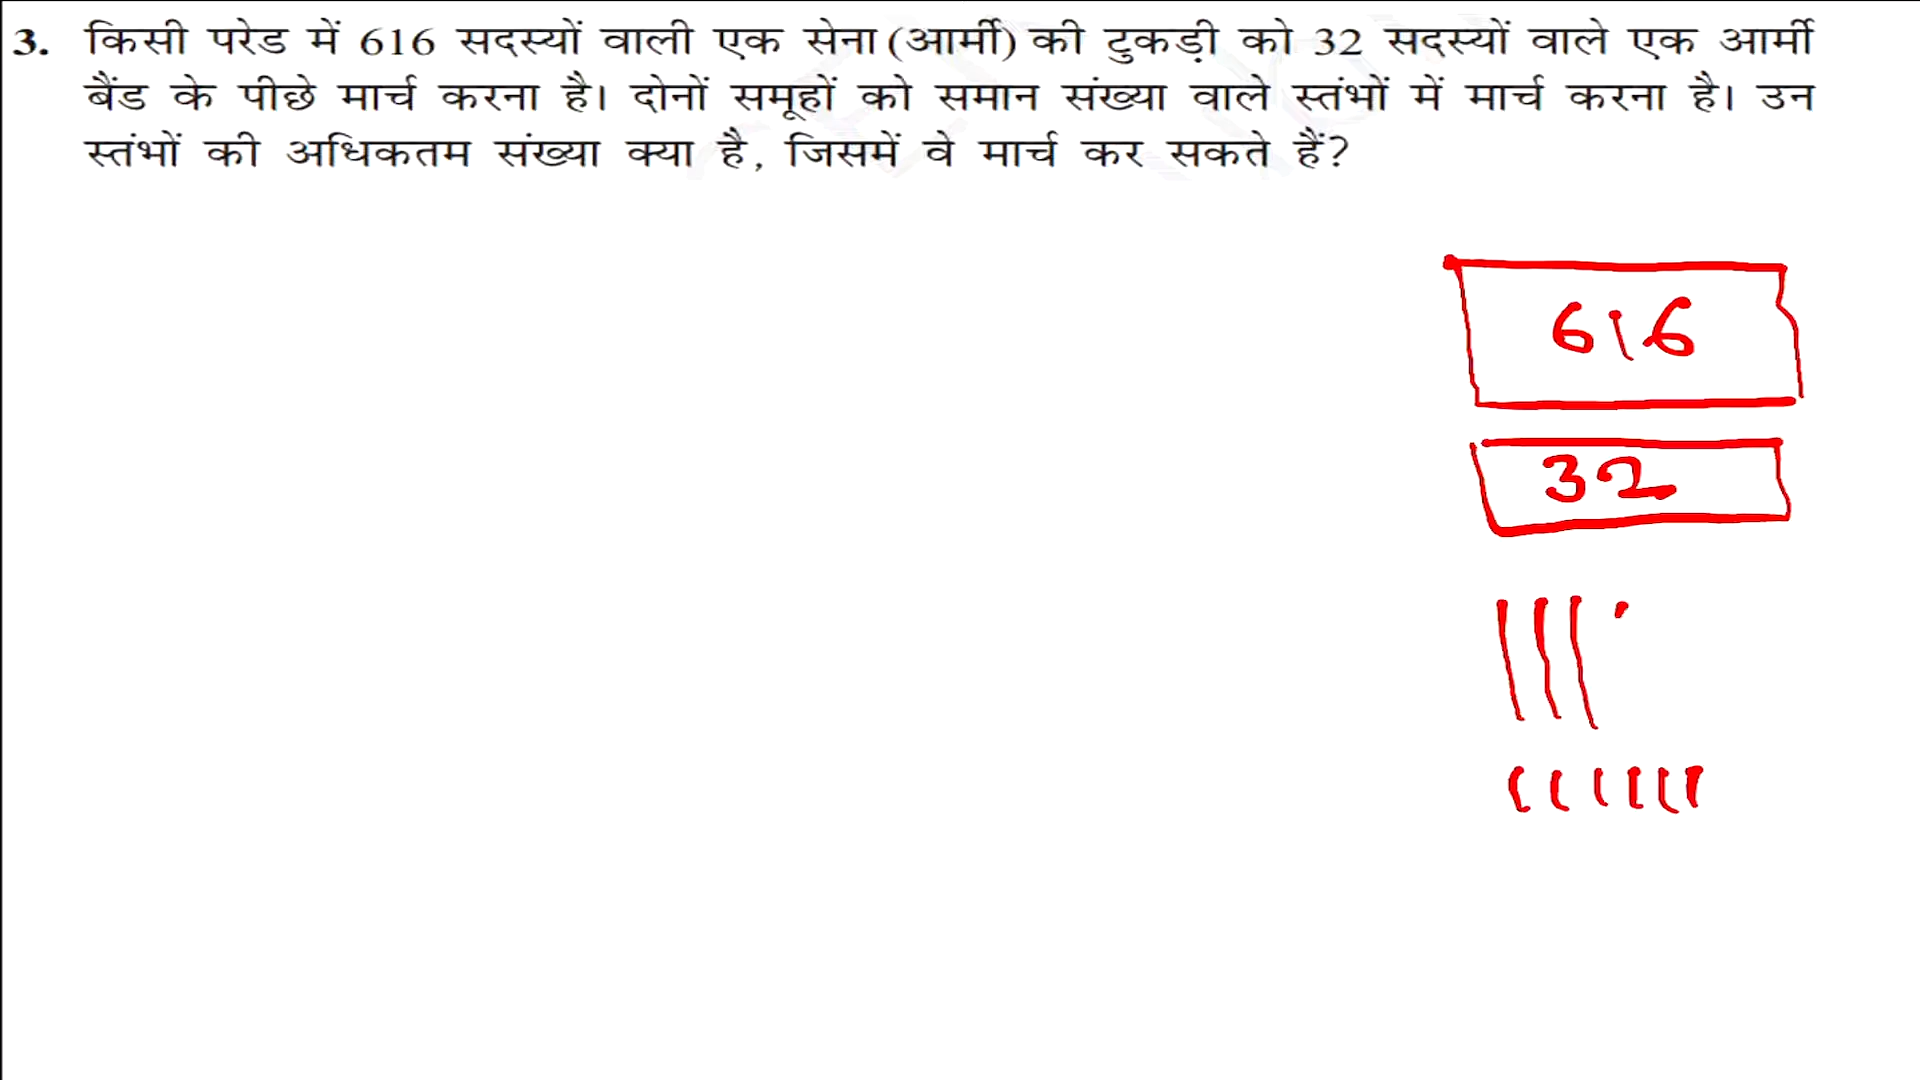 3. किसी परेड में 616 सदस्यों वाली एक सेना (आर्मी) की टुकड़ी को 32 सदस्यों वाले एक आर्मी
बैंड के पीछे मार्च करना है। दोनों समूहों को समान संख्या वाले स्तंभों में मार्च करना है। उन
स्तंभों की अधिकतम संख्या क्या है, जिसमें वे मार्च कर सकते हैं?
616
32